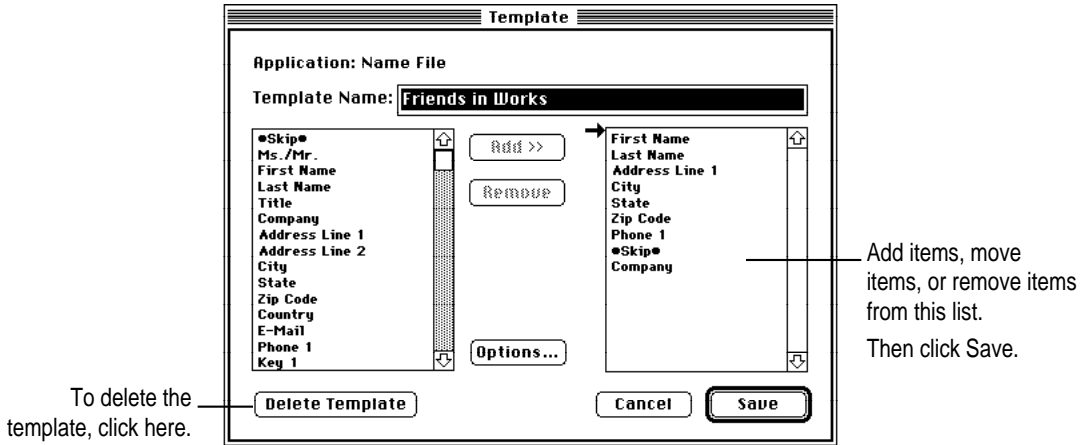 Template
Application: Name File
Template Name: Friends in Works
●Skip●
Ms./Mr.
First Name
Last Name
Title
Company
Address Line 1
Address Line 2
City
State
Zip Code
Country
E-Mail
Phone 1
Key 1
Add >>
Remove
Options...
First Name
Last Name
Address Line 1
City
State
Zip Code
Phone 1
●Skip●
Company
Add items, move
items, or remove items
from this list.
Then click Save.
To delete the
template, click here.
Delete Template
Cancel
Save